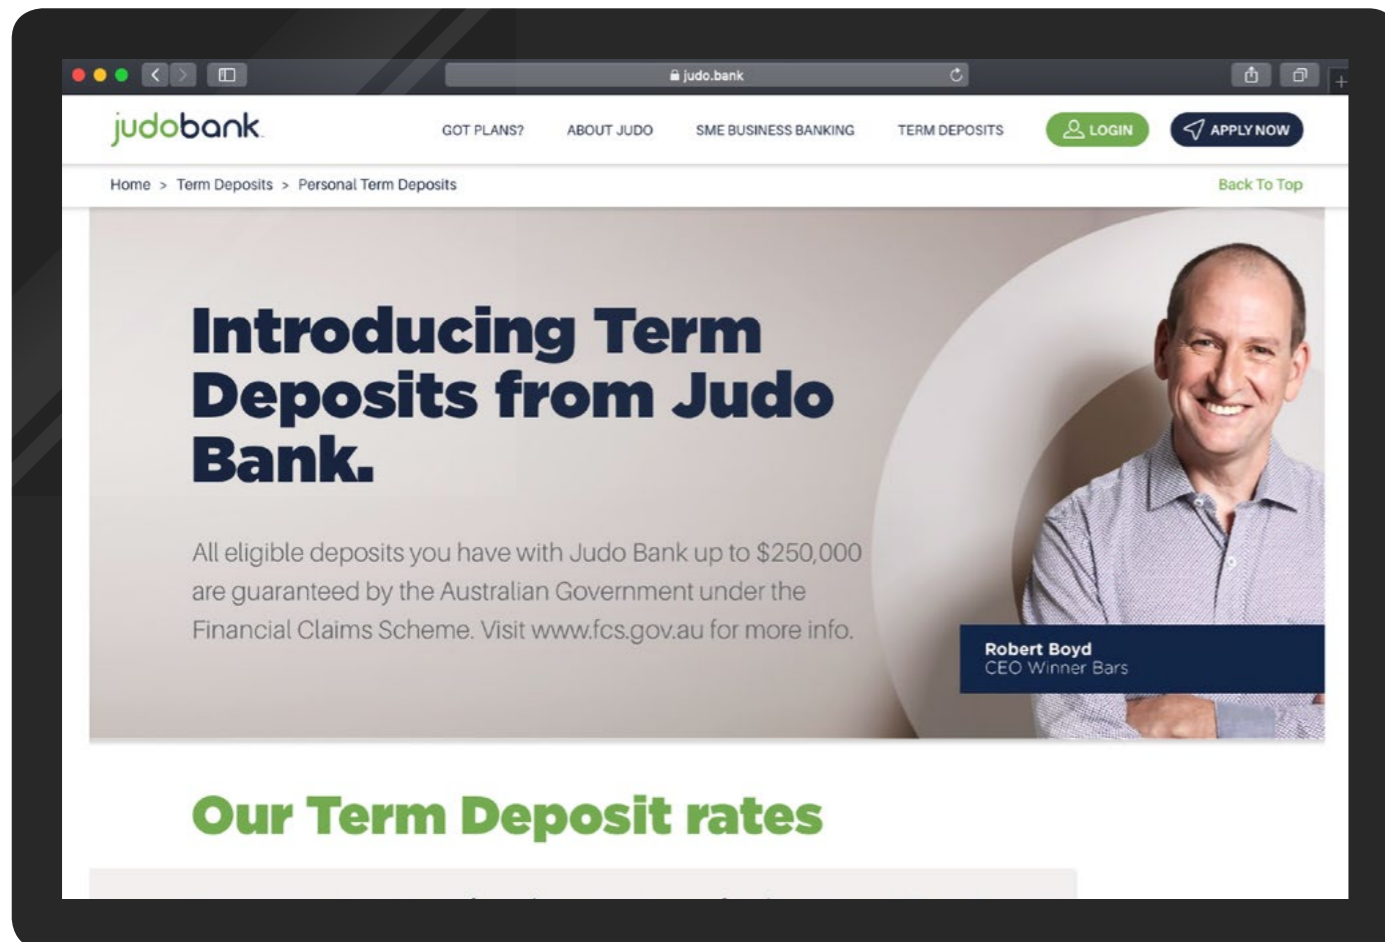 judo.bank
judobank
GOT PLANS?
ABOUT JUDO
SME BUSINESS BANKING
TERM DEPOSITS
LOGIN
APPLY NOW
Home > Term Deposits > Personal Term Deposits
Back To Top
Introducing Term
Deposits from Judo
Bank.
All eligible deposits you have with Judo Bank up to $250,000
are guaranteed by the Australian Government under the
Financial Claims Scheme. Visit www.fcs.gov.au for more info.
Robert Boyd
CEO Winner Bars
Our Term Deposit rates